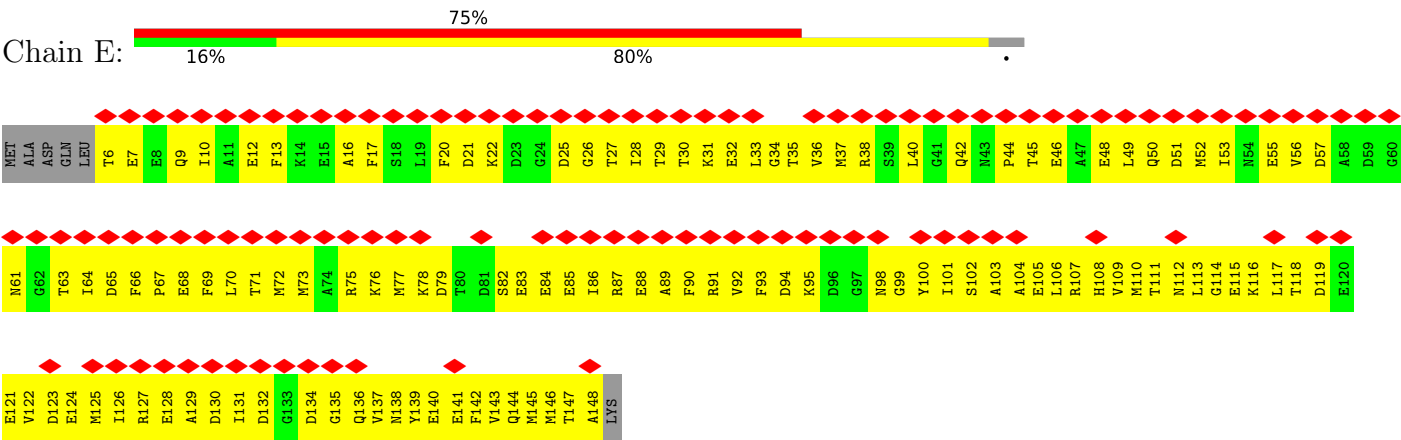 75%
Chain E:
16% 80% •
MET ALA ASP GLN LEU T6 E7 E8 Q9 I10 A11 E12 F13 K14 E15 A16 F17 S18 L19 F20 D21 K22 D23 G24 D25 G26 T27 I28 T29 T30 K31 E32 L33 G34 T35 V36 M37 R38 S39 L40 G41 Q42 N43 P44 T45 E46 A47 E48 L49 Q50 D51 M52 I53 N54 E55 V56 D57 A58 D59 G60
N61 G62 T63 I64 D65 F66 P67 E68 F69 L70 T71 M72 M73 A74 R75 K76 M77 K78 D79 T80 D81 S82 E83 E84 E85 I86 R87 E88 A89 F90 R91 V92 F93 D94 K95 D96 G97 N98 G99 Y100 I101 S102 A103 A104 E105 L106 R107 H108 V109 M110 T111 N112 L113 G114 E115 K116 L117 T118 D119 E120
E121 V122 D123 E124 M125 I126 R127 E128 A129 D130 I131 D132 G133 D134 G135 Q136 V137 N138 Y139 E140 E141 F142 V143 Q144 M145 M146 T147 A148 LYS